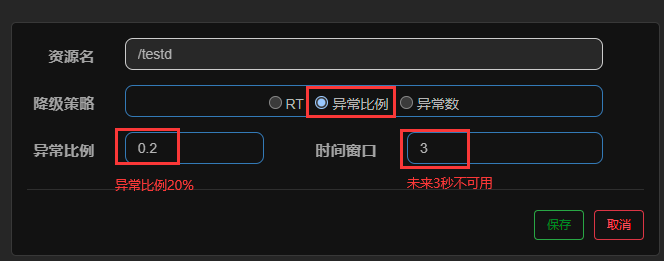 资源名 /testd
降级策略 RT 异常比例 异常数
异常比例 0.2 时间窗口 3
异常比例20% 未来3秒不可用
保存 取消